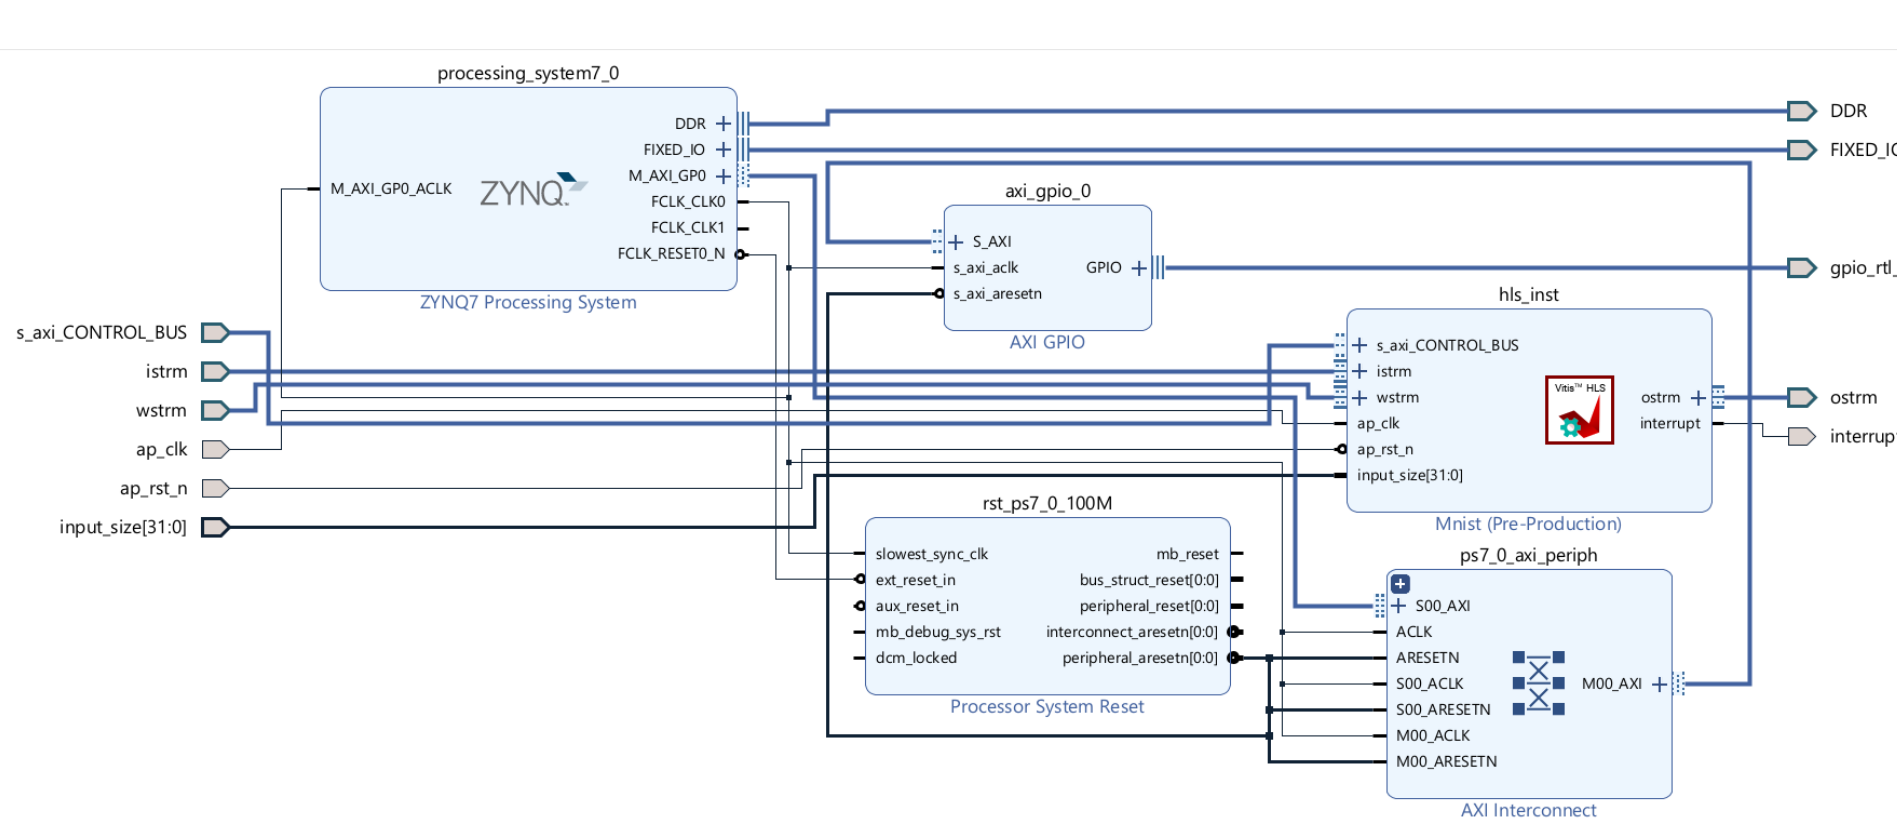 processing_system7_0
DDR
FIXED_IO
M_AXI_GP0
M_AXI_GP0_ACLK
ZYNQ
FCLK_CLK0
FCLK_CLK1
FCLK_RESET0_N
ZYNQ7 Processing System
DDR
FIXED_IO
axi_gpio_0
S_AXI
s_axi_aclk
GPIO
s_axi_aresetn
AXI GPIO
gpio_rtl_
s_axi_CONTROL_BUS
istrm
wstrm
ap_clk
ap_rst_n
input_size[31:0]
hls_inst
s_axi_CONTROL_BUS
istrm
wstrm
ap_clk
ap_rst_n
input_size[31:0]
Vitis™ HLS
ostrm
interrupt
Mnist (Pre-Production)
ostrm
interrupt
rst_ps7_0_100M
slowest_sync_clk
mb_reset
ext_reset_in
bus_struct_reset[0:0]
aux_reset_in
peripheral_reset[0:0]
mb_debug_sys_rst
interconnect_aresetn[0:0]
dcm_locked
peripheral_aresetn[0:0]
Processor System Reset
ps7_0_axi_periph
S00_AXI
ACLK
ARESETN
S00_ACLK
M00_AXI
S00_ARESETN
M00_ACLK
M00_ARESETN
AXI Interconnect